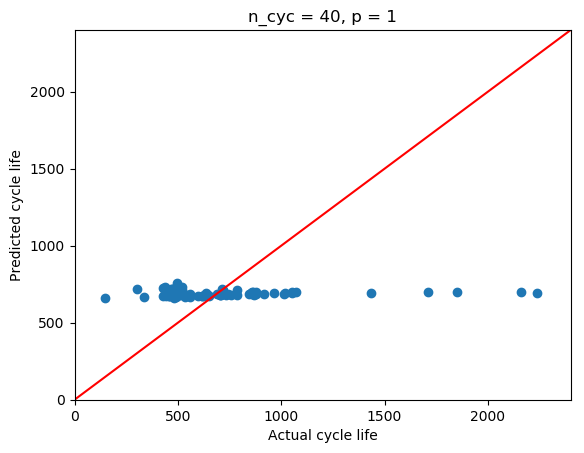 n_cyc = 40, p = 1
Predicted cycle life
2000
1500
1000
500
0
0 500 1000 1500 2000
Actual cycle life